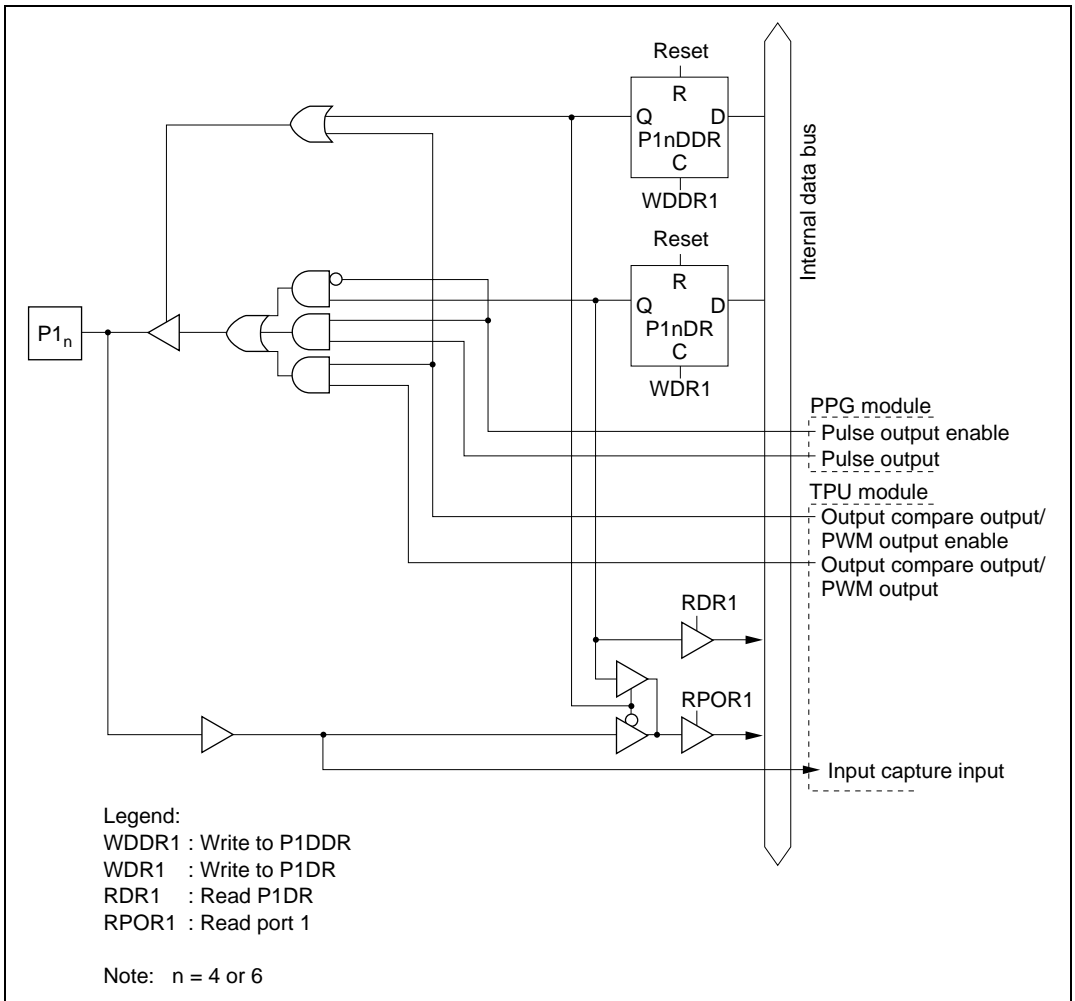 Reset
R
Q D
P1nDDR
C
WDDR1
Reset
R
Q D
P1nDR
C
WDR1
Internal data bus
P1n
PPG module
Pulse output enable
Pulse output
TPU module
Output compare output/
PWM output enable
Output compare output/
PWM output
RDR1
RPOR1
Input capture input
Legend:
WDDR1 : Write to P1DDR
WDR1 : Write to P1DR
RDR1 : Read P1DR
RPOR1 : Read port 1
Note: n = 4 or 6